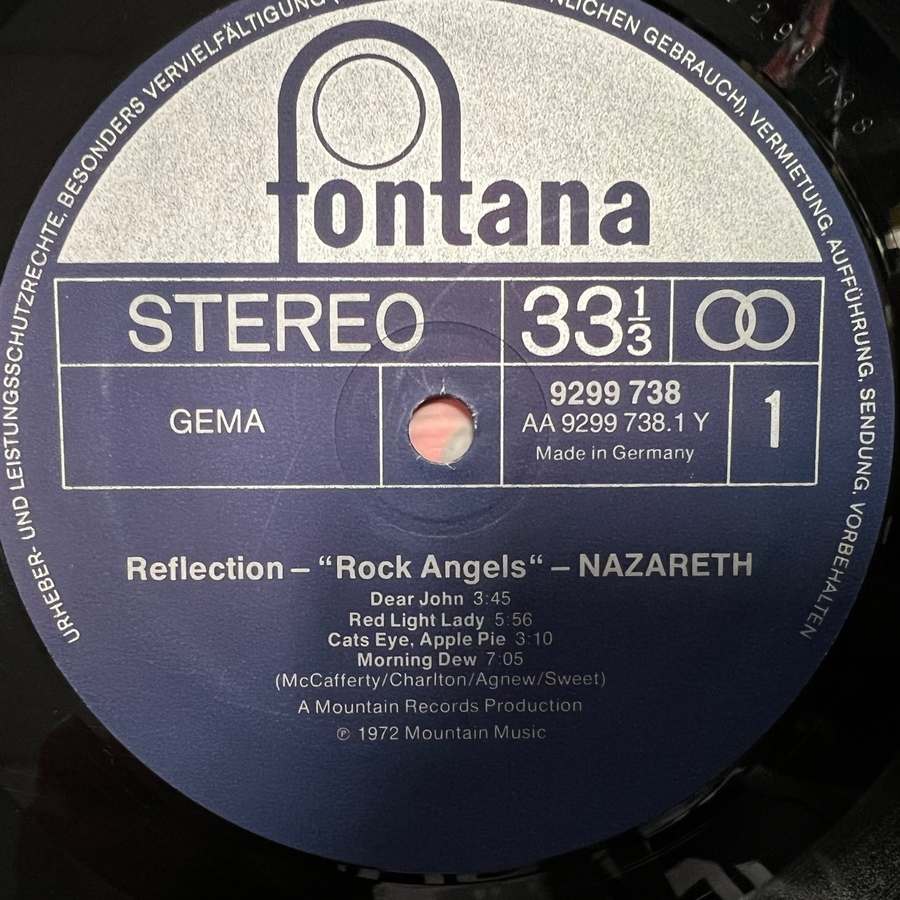 URHEBER- UND LEISTUNGSSCHUTZRECHTE, BESONDERS VERVIELFÄLTIGUNG
NLICHEN GEBRAUCH), VERMIETUNG, AUFFÜHRUNG, SENDUNG, VORBEHALTEN
fontana
STEREO
33 1/3
GEMA
9299 738
AA 9299 738.1 Y
Made in Germany
1
Reflection – “Rock Angels“ – NAZARETH
Dear John 3:45
Red Light Lady 5:56
Cats Eye, Apple Pie 3:10
Morning Dew 7:05
(McCafferty/Charlton/Agnew/Sweet)
A Mountain Records Production
℗ 1972 Mountain Music